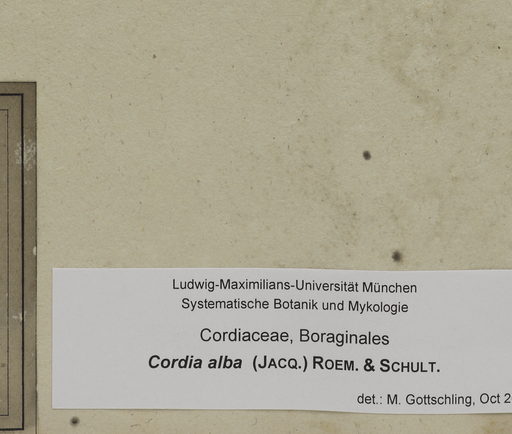 Ludwig-Maximilians-Universität München
Systematische Botanik und Mykologie
Cordiaceae, Boraginales
Cordia alba (JACQ.) ROEM. & SCHULT.
det.: M. Gottschling, Oct 2